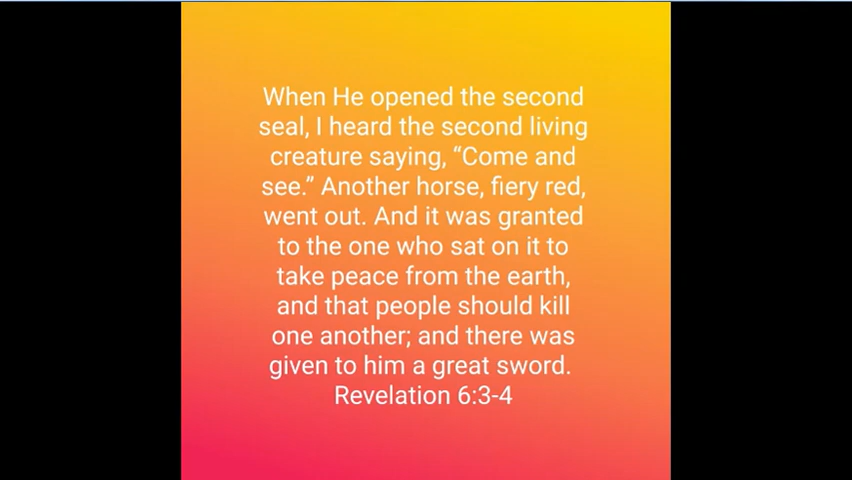 When He opened the second
seal, I heard the second living
creature saying, “Come and
see.” Another horse, fiery red,
went out. And it was granted
to the one who sat on it to
take peace from the earth,
and that people should kill
one another; and there was
given to him a great sword.
Revelation 6:3-4